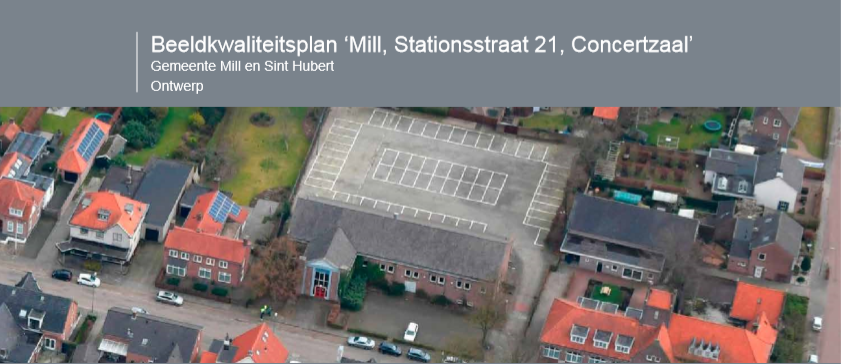 Beeldkwaliteitsplan ‘Mill, Stationsstraat 21, Concertzaal’
Gemeente Mill en Sint Hubert
Ontwerp